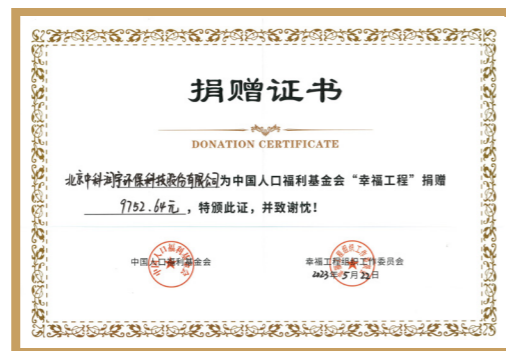 捐赠证书
DONATION CERTIFICATE
北京中科润宇环保科技股份有限公司为中国人口福利基金会“幸福工程”捐赠
9752.64元，特颁此证，并致谢忱！
中国人口福利基金会 幸福工程组织工作委员会
2023年5月22日